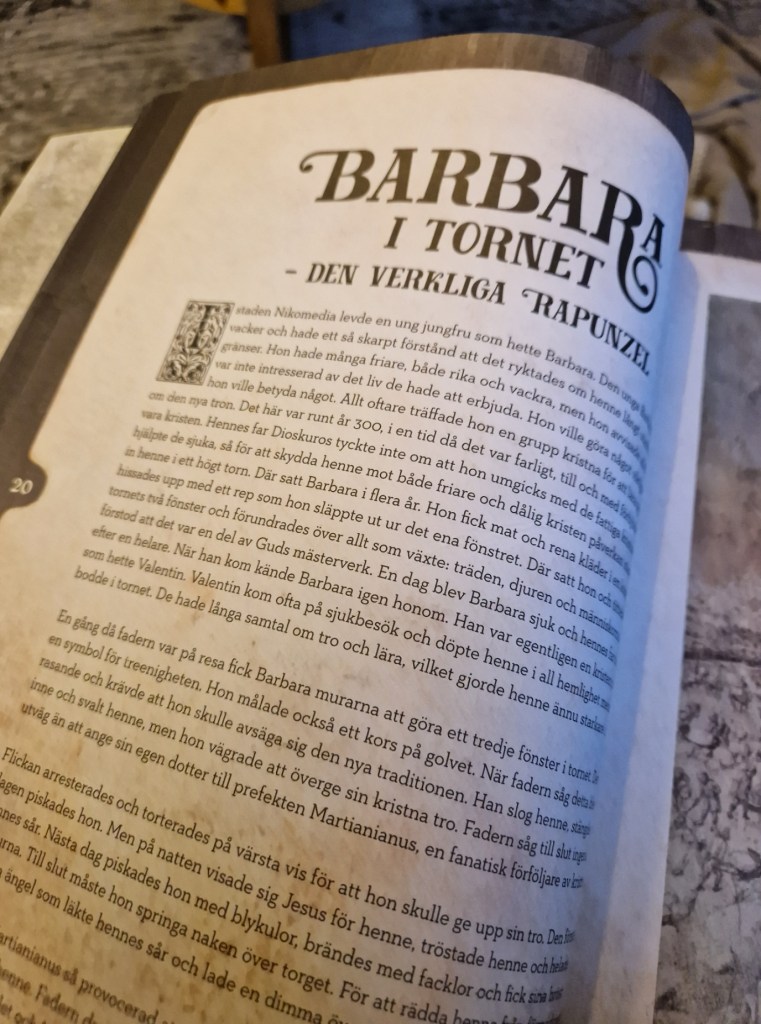 BARBARA
I TORNET
– DEN VERKLIGA RAPUNZEL
I staden Nikomedia levde en ung jungfru som hette Barbara. Den unga
vacker och hade ett så skarpt förstånd att det ryktades om henne långt
gränser. Hon hade många friare, både rika och vackra, men hon avvisade
var inte intresserad av det liv de hade att erbjuda. Hon ville göra något
hon ville betyda något. Allt oftare träffade hon en grupp kristna för att
om den nya tron. Det här var runt år 300, i en tid då det var farligt, till och med
vara kristen. Hennes far Dioskuros tyckte inte om att hon umgicks med de fattiga
hjälpte de sjuka, så för att skydda henne mot både friare och dålig kristen påverkan
in henne i ett högt torn. Där satt Barbara i flera år. Hon fick mat och rena kläder i
hissades upp med ett rep som hon släppte ut ur det ena fönstret. Där satt hon och
tornets två fönster och förundrades över allt som växte: träden, djuren och människorna
förstod att det var en del av Guds mästerverk. En dag blev Barbara sjuk och hennes
efter en helare. När han kom kände Barbara igen honom. Han var egentligen en kristen
som hette Valentin. Valentin kom ofta på sjukbesök och döpte henne i all hemlighet
bodde i tornet. De hade långa samtal om tro och lära, vilket gjorde henne ännu starkare
En gång då fadern var på resa fick Barbara murarna att göra ett tredje fönster i tornet.
en symbol för treenigheten. Hon målade också ett kors på golvet. När fadern såg detta
rasande och krävde att hon skulle avsäga sig den nya traditionen. Han slog henne, stängde
inne och svalt henne, men hon vägrade att överge sin kristna tro. Fadern såg till slut ingen
utväg än att ange sin egen dotter till prefekten Martianianus, en fanatisk förföljare av
Flickan arresterades och torterades på värsta vis för att hon skulle ge upp sin tro. Den
dagen piskades hon. Men på natten visade sig Jesus för henne, tröstade henne och
sår. Nästa dag piskades hon med blykulor, brändes med facklor och fick sina
Till slut måste hon springa naken över torget. För att rädda henne
ängel som läkte hennes sår och lade en dimma
så provocerad
Fadern
20